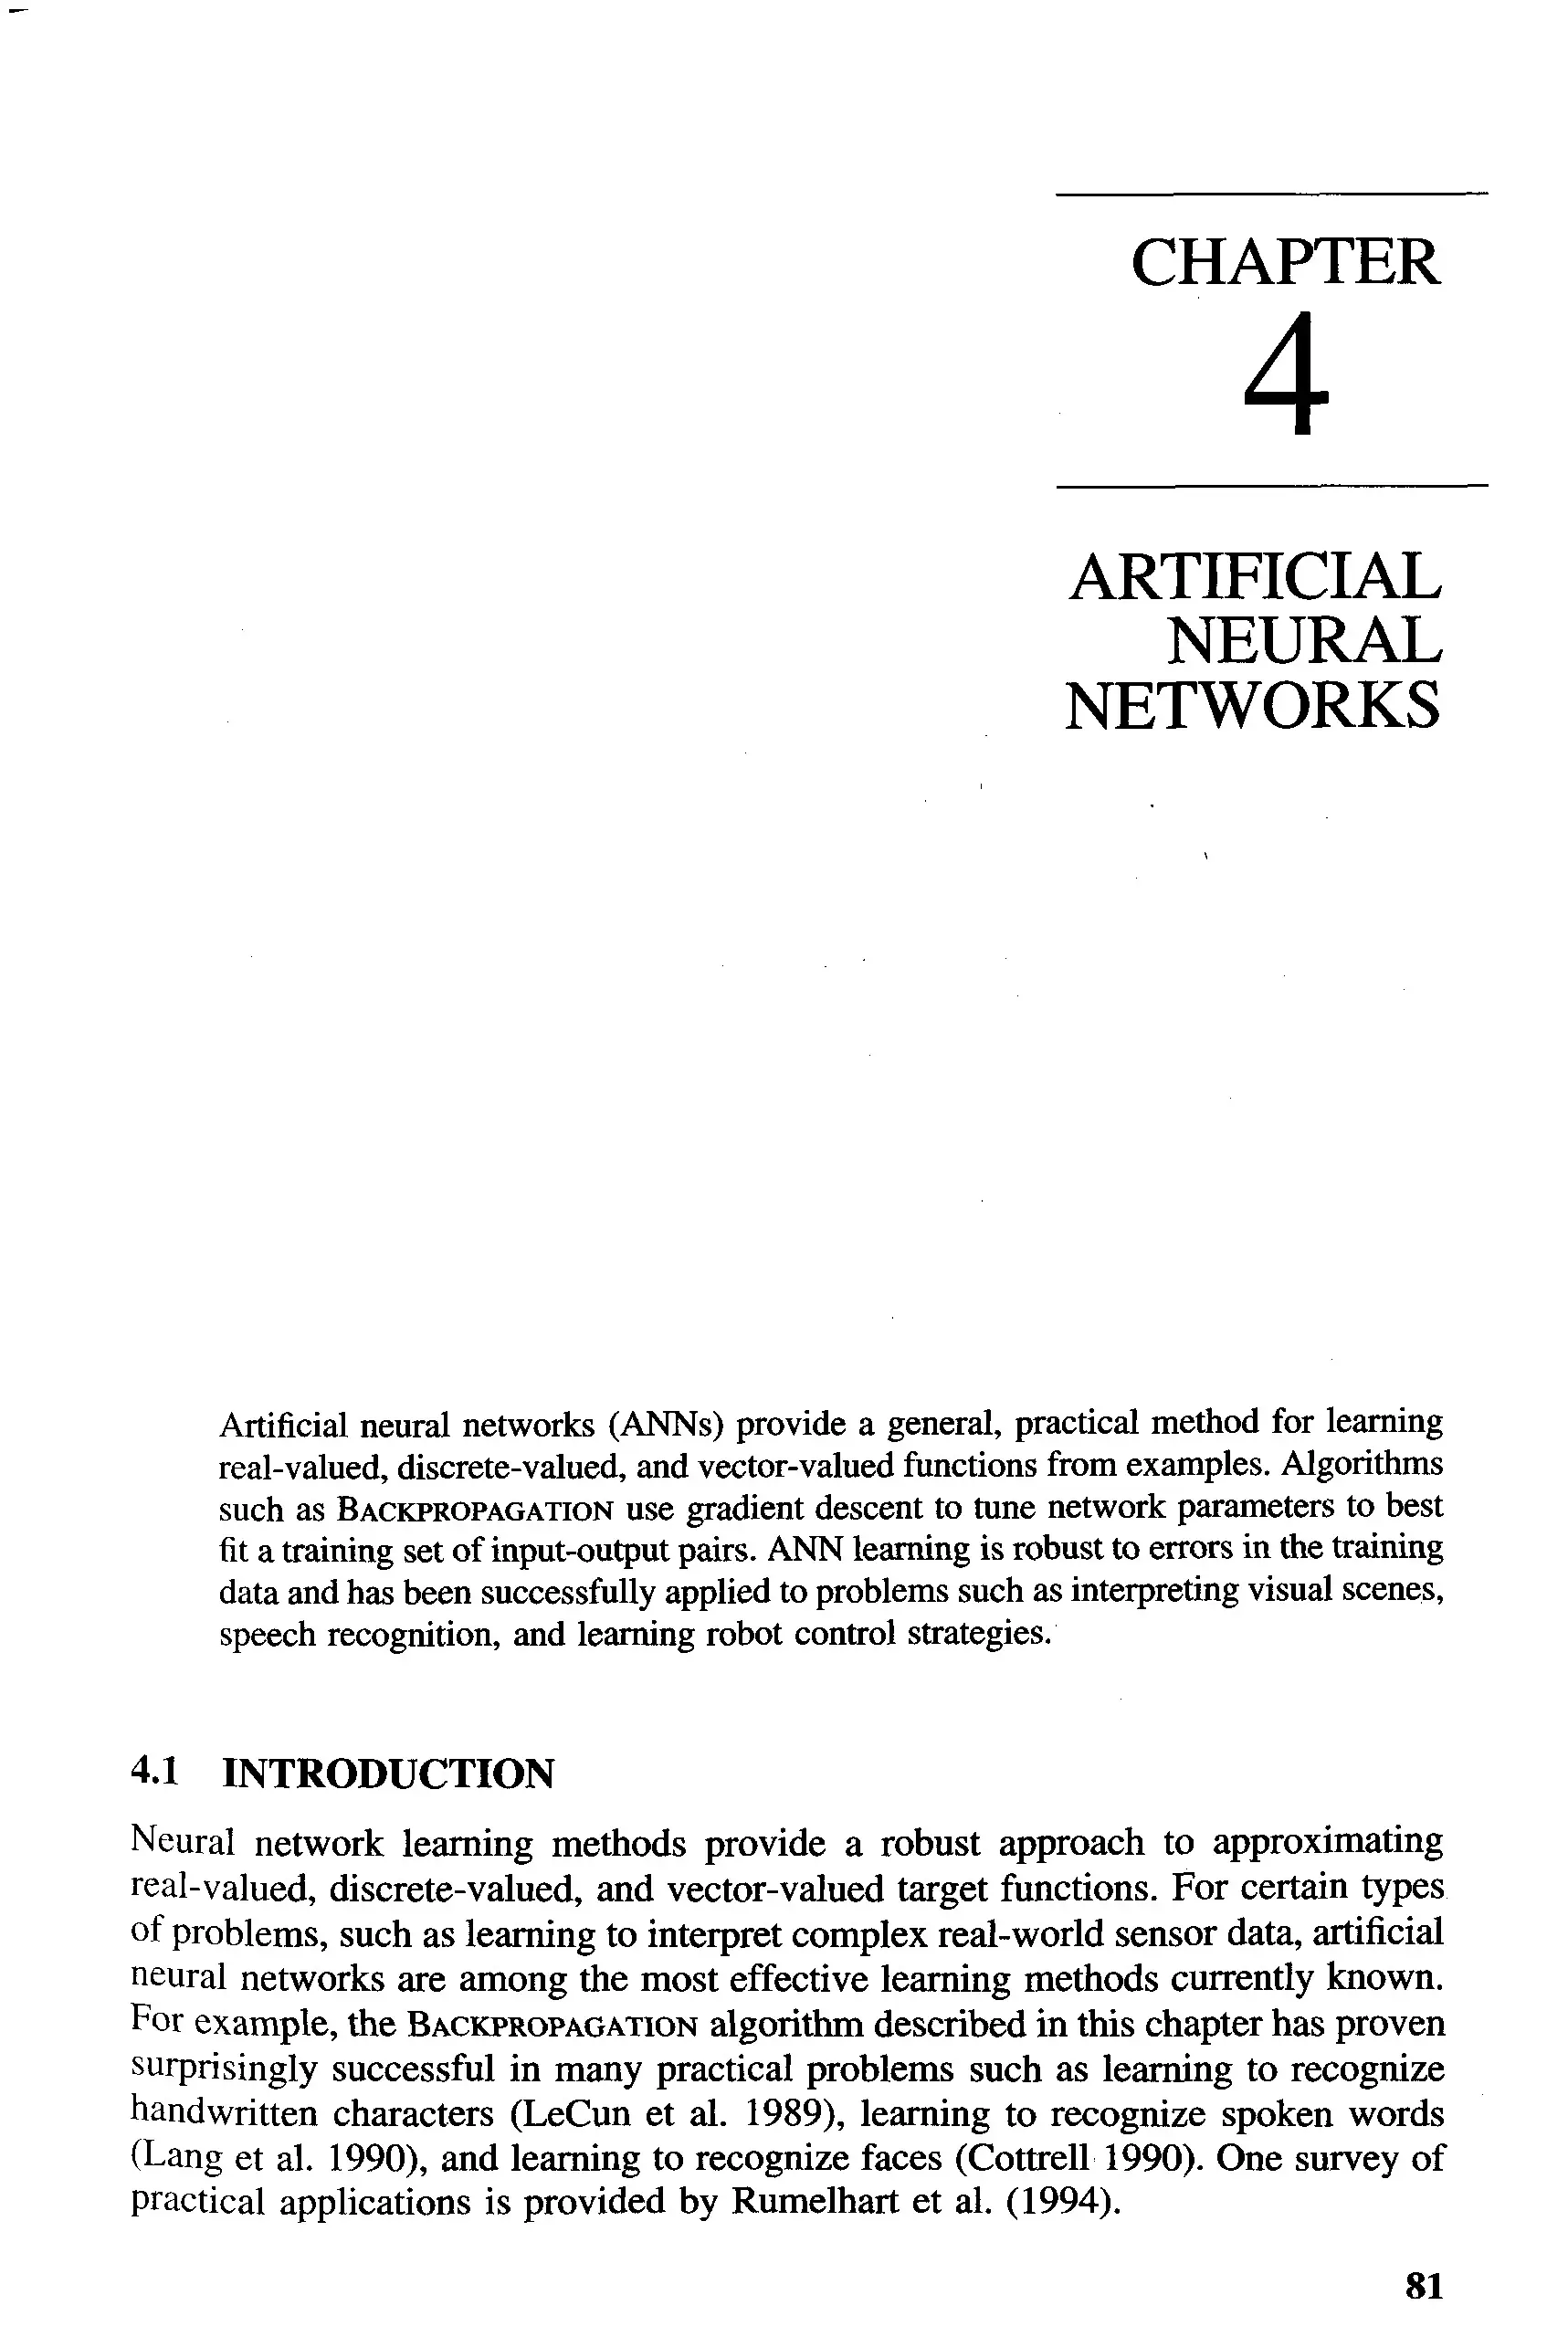 CHAPTER
4
ARTIFICIAL
NEURAL
NETWORKS
Artificial neural networks (ANNs) provide a general, practical method for learning
real-valued, discrete-valued, and vector-valued functions from examples. Algorithms
such as BACKPROPAGATION use gradient descent to tune network parameters to best
fit a training set of input-output pairs. ANN learning is robust to errors in the training
data and has been successfully applied to problems such as interpreting visual scenes,
speech recognition, and learning robot control strategies.
4.1 INTRODUCTION
Neural network learning methods provide a robust approach to approximating
real-valued, discrete-valued, and vector-valued target functions. For certain types
of problems, such as learning to interpret complex real-world sensor data, artificial
neural networks are among the most effective learning methods currently known.
For example, the BACKPROPAGATION algorithm described in this chapter has proven
surprisingly successful in many practical problems such as learning to recognize
handwritten characters (LeCun et al. 1989), learning to recognize spoken words
(Lang et al. 1990), and learning to recognize faces (Cottrell 1990). One survey of
practical applications is provided by Rumelhart et al. (1994).
81